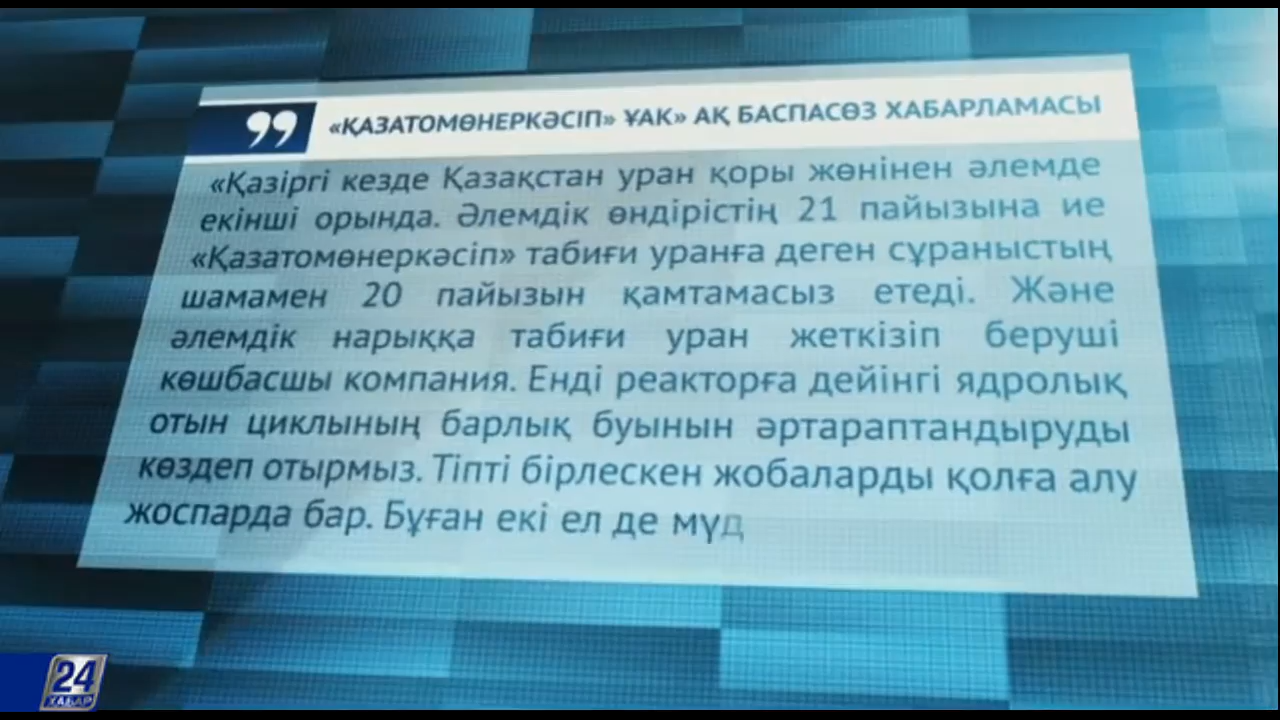 «ҚАЗАТОМӨНЕРКӘСІП» ҰАК» АҚ БАСПАСӨЗ ХАБАРЛАМАСЫ
«Қазіргі кезде Қазақстан уран қоры жөнінен әлемде
екінші орында. Әлемдік өндірістің 21 пайызына ие
«Қазатомөнеркәсіп» табиғи уранға деген сұраныстың
шамамен 20 пайызын қамтамасыз етеді. Және
әлемдік нарыққа табиғи уран жеткізіп беруші
көшбасшы компания. Енді реакторға дейінгі ядролық
отын циклының барлық буынын әртараптандыруды
көздеп отырмыз. Тіпті бірлескен жобаларды қолға алу
жоспарда бар. Бұған екі ел де мүд
24
ХАБАР